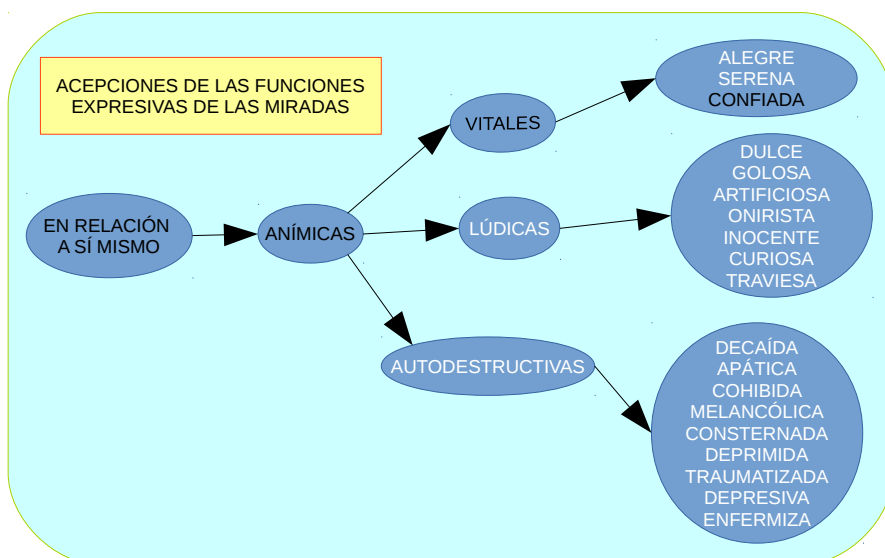 ACEPCIONES DE LAS FUNCIONES
EXPRESIVAS DE LAS MIRADAS
EN RELACIÓN
A SÍ MISMO
ANÍMICAS
VITALES
ALEGRE
SERENA
CONFIADA
LÚDICAS
DULCE
GOLOSA
ARTIFICIOSA
ONIRISTA
INOCENTE
CURIOSA
TRAVIESA
AUTODESTRUCTIVAS
DECAÍDA
APÁTICA
COHIBIDA
MELANCÓLICA
CONSTERNADA
DEPRIMIDA
TRAUMATIZADA
DEPRESIVA
ENFERMIZA